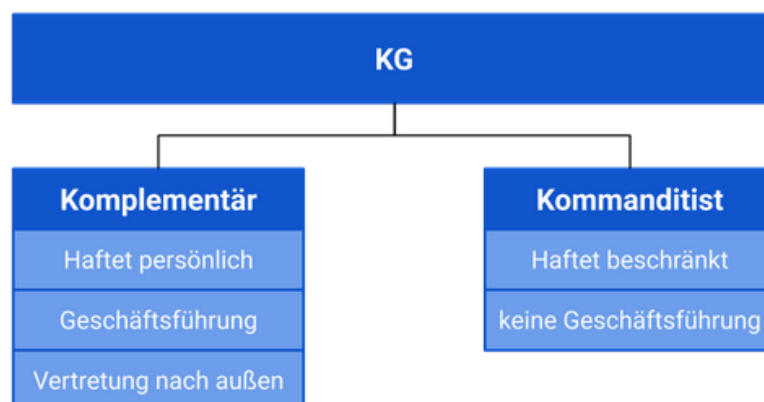 KG
Komplementär
Haftet persönlich
Geschäftsführung
Vertretung nach außen
Kommanditist
Haftet beschränkt
keine Geschäftsführung